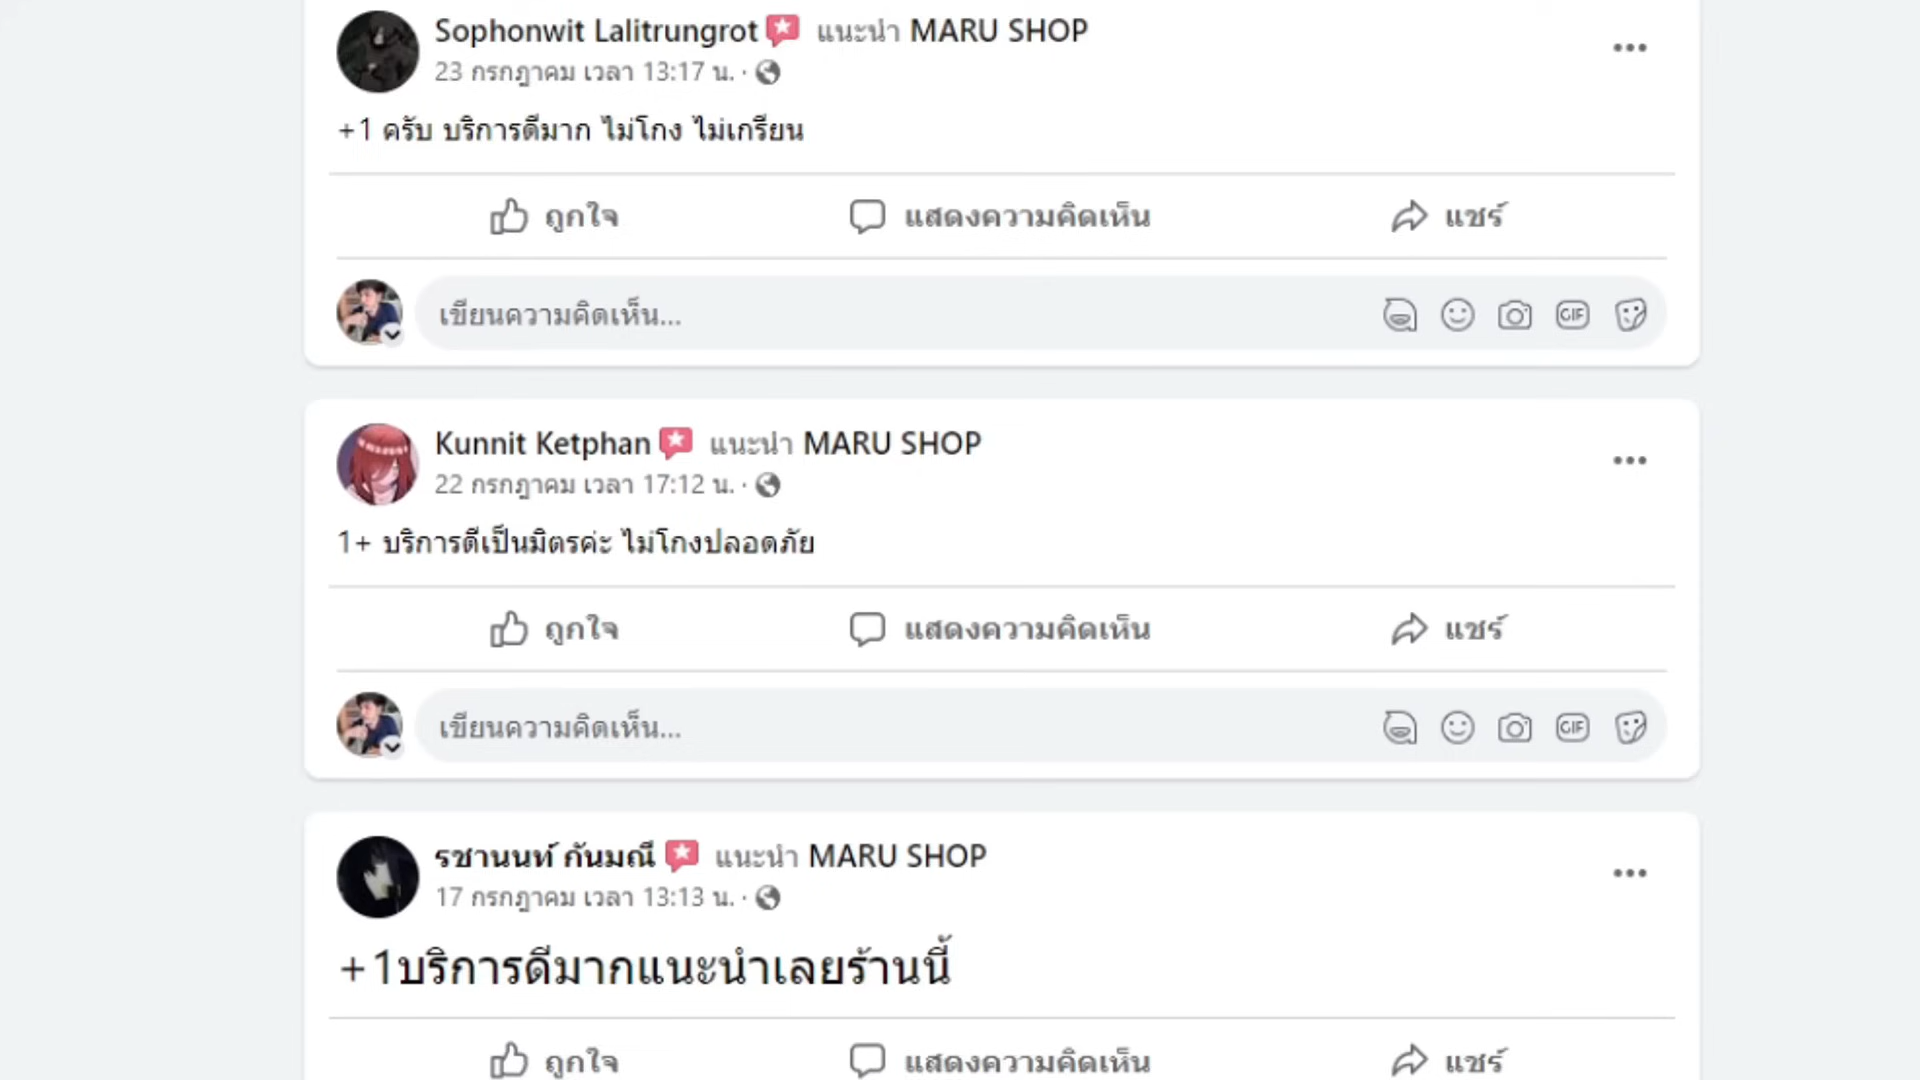 Sophonwit Lalitrungrot แนะนำ MARU SHOP
23 กรกฎาคม เวลา 13:17 น. ·
+1 ครับ บริการดีมาก ไม่โกง ไม่เกรียน
ถูกใจ แสดงความคิดเห็น แชร์
เขียนความคิดเห็น... GIF
Kunnit Ketphan แนะนำ MARU SHOP
22 กรกฎาคม เวลา 17:12 น. ·
1+ บริการดีเป็นมิตรค่ะ ไม่โกงปลอดภัย
ถูกใจ แสดงความคิดเห็น แชร์
เขียนความคิดเห็น... GIF
รชานนท์ กันมณี แนะนำ MARU SHOP
17 กรกฎาคม เวลา 13:13 น. ·
+1บริการดีมากแนะนำเลยร้านนี้
ถูกใจ แสดงความคิดเห็น แชร์